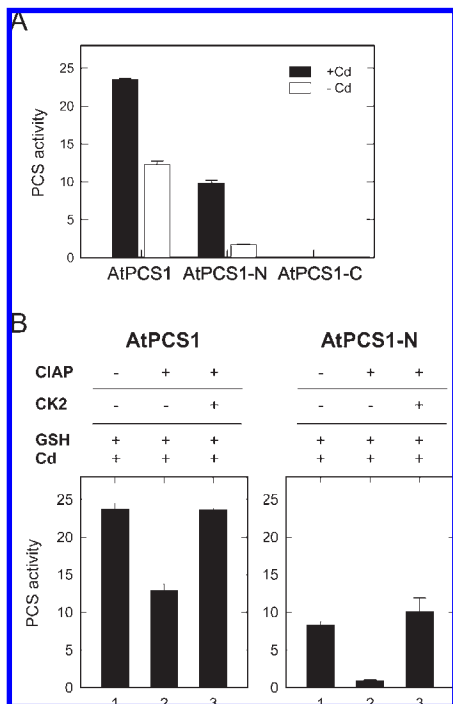 A
25
20
15
10
5
0
PCS activity
+Cd
- Cd
AtPCS1 AtPCS1-N AtPCS1-C
B
AtPCS1 AtPCS1-N
CIAP - + + - + +
CK2 - - + - - +
GSH + + + + + +
Cd + + + + + +
25 25
20 20
15 15
10 10
5 5
0 0
PCS activity
1 2 3 1 2 3